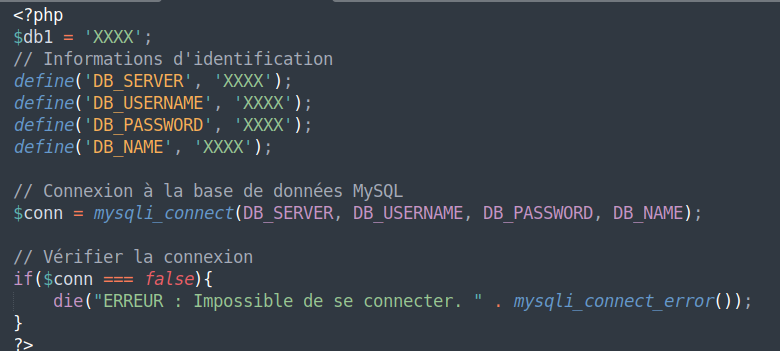 <?php
$db1 = 'XXXX';
// Informations d'identification
define('DB_SERVER', 'XXXX');
define('DB_USERNAME', 'XXXX');
define('DB_PASSWORD', 'XXXX');
define('DB_NAME', 'XXXX');
// Connexion à la base de données MySQL
$conn = mysqli_connect(DB_SERVER, DB_USERNAME, DB_PASSWORD, DB_NAME);
// Vérifier la connexion
if($conn === false){
die("ERREUR : Impossible de se connecter. " . mysqli_connect_error());
}
?>